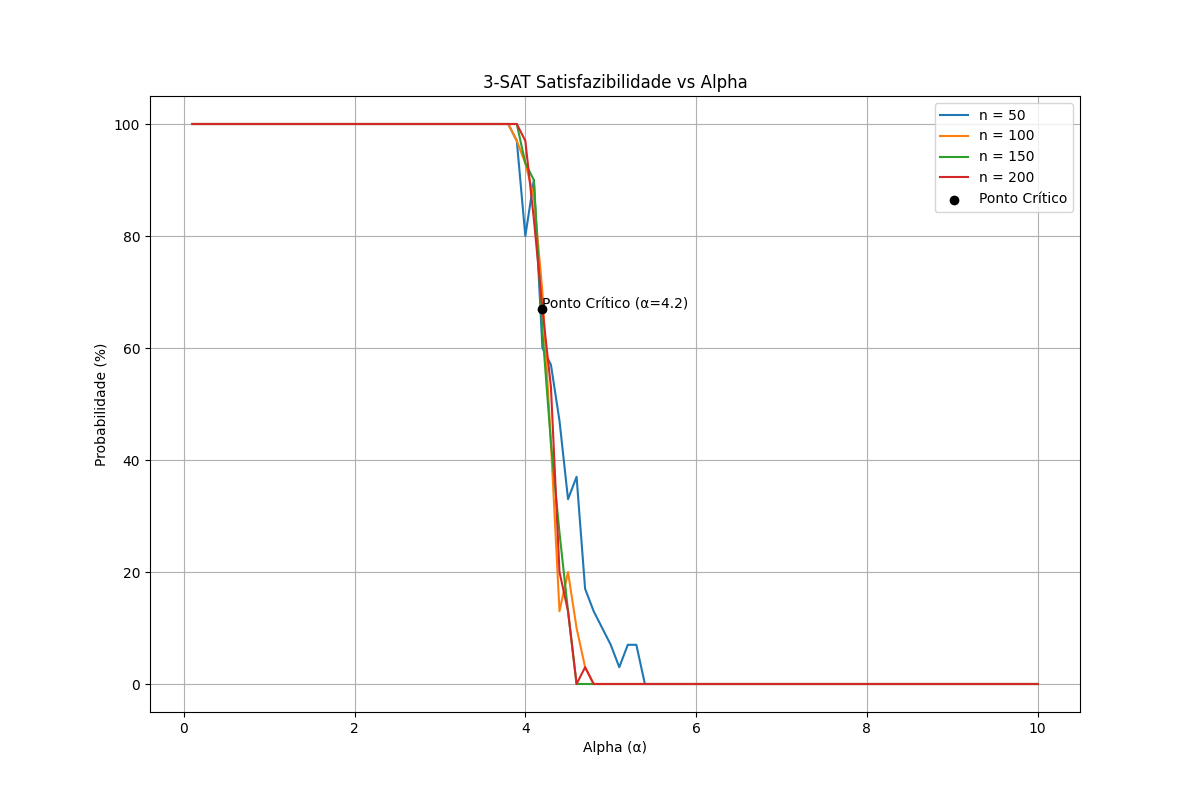 3-SAT Satisfazibilidade vs Alpha
n = 50
n = 100
n = 150
n = 200
Ponto Crítico
Ponto Crítico (α=4.2)
Probabilidade (%)
100
80
60
40
20
0
0 2 4 6 8 10
Alpha (α)